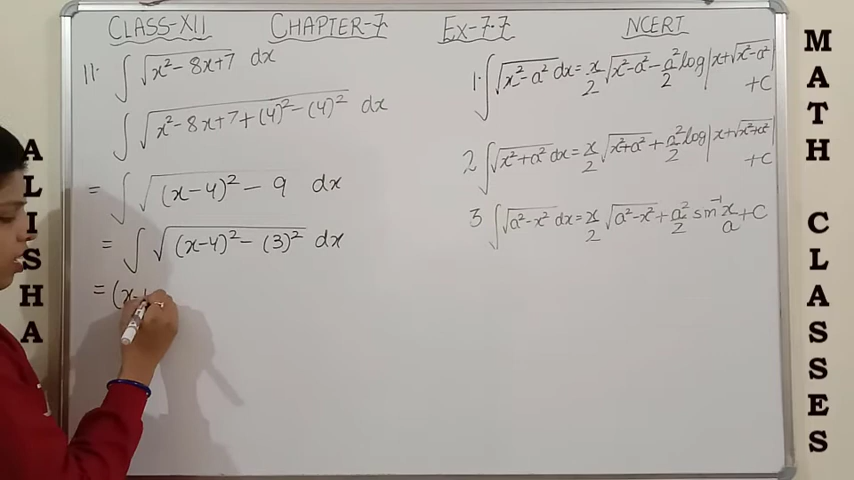 CLASS-XII CHAPTER-7 EX-7.7 NCERT
11. ∫ √(x² - 8x + 7) dx
∫ √(x² - 8x + 7 + (4)² - (4)²) dx
= ∫ √((x - 4)² - 9) dx
= ∫ √((x-4)² - (3)²) dx
= (x-
1. ∫ √(x² - a²) dx = x/2 √(x² - a²) - a²/2 log |x + √(x² - a²)|
+ C
2 ∫ √(x² + a²) dx = x/2 √(x² + a²) + a²/2 log |x + √(x² + a²)|
+ C
3 ∫ √(a² - x²) dx = x/2 √(a² - x²) + a²/2 sin⁻¹ x/a + C
ALISHA
MATH CLASSES